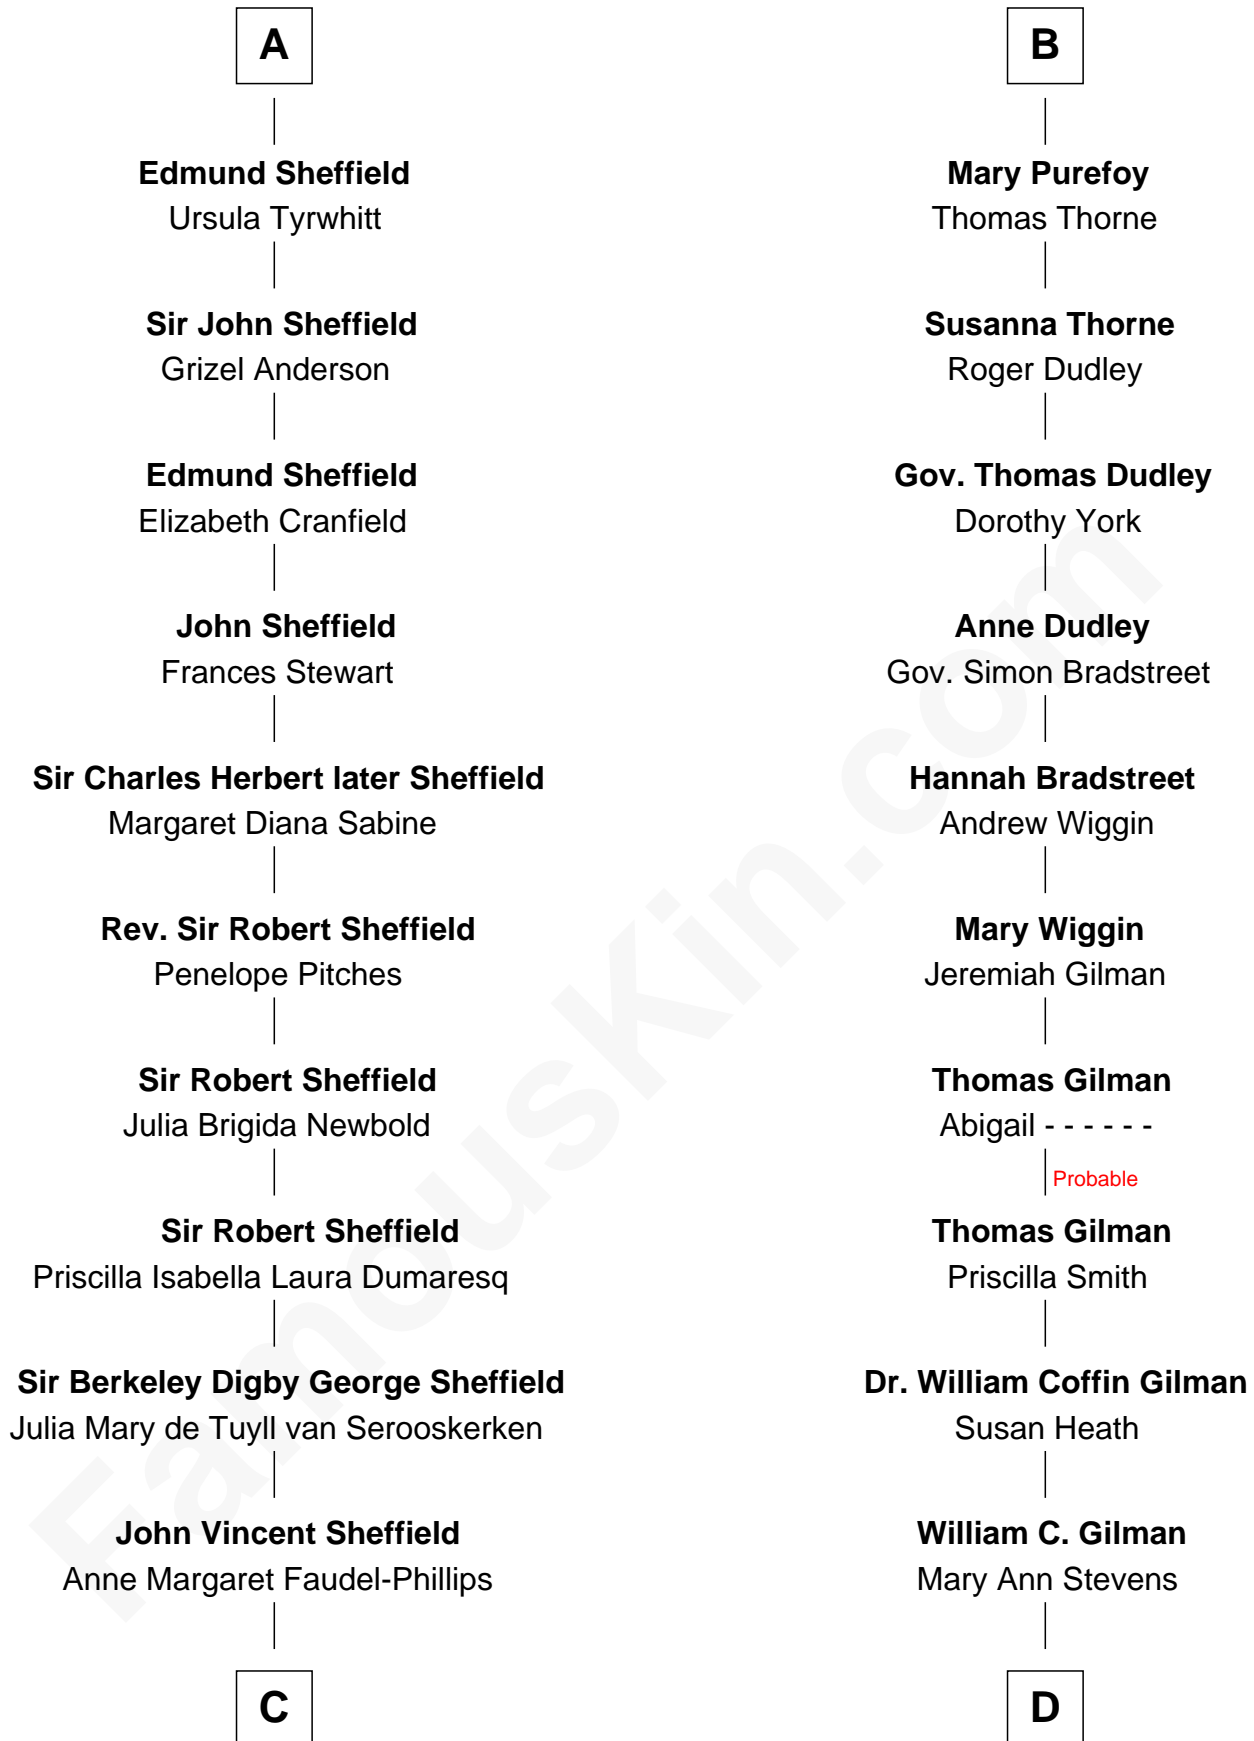 A
Edmund Sheffield
Ursula Tyrwhitt
Sir John Sheffield
Grizel Anderson
Edmund Sheffield
Elizabeth Cranfield
John Sheffield
Frances Stewart
Sir Charles Herbert later Sheffield
Margaret Diana Sabine
Rev. Sir Robert Sheffield
Penelope Pitches
Sir Robert Sheffield
Julia Brigida Newbold
Sir Robert Sheffield
Priscilla Isabella Laura Dumaresq
Sir Berkeley Digby George Sheffield
Julia Mary de Tuyll van Serooskerken
John Vincent Sheffield
Anne Margaret Faudel-Phillips
C
B
Mary Purefoy
Thomas Thorne
Susanna Thorne
Roger Dudley
Gov. Thomas Dudley
Dorothy York
Anne Dudley
Gov. Simon Bradstreet
Hannah Bradstreet
Andrew Wiggin
Mary Wiggin
Jeremiah Gilman
Thomas Gilman
Abigail - - - - - -
Probable
Thomas Gilman
Priscilla Smith
Dr. William Coffin Gilman
Susan Heath
William C. Gilman
Mary Ann Stevens
D
FamousKin.com